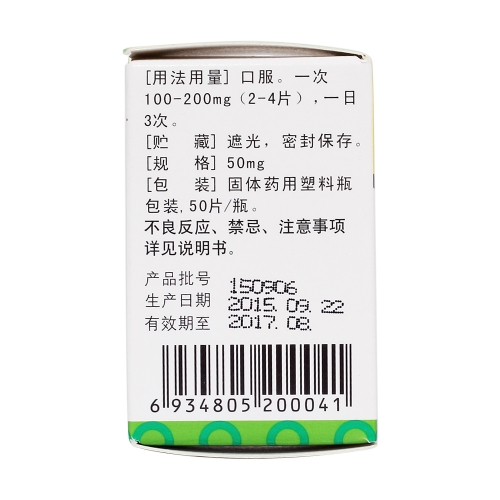 [用法用量] 口服。一次
100-200mg(2-4片),一日
3次。
[贮 藏] 遮光，密封保存。
[规 格] 50mg
[包 装] 固体药用塑料瓶
包装,50片/瓶。
不良反应、禁忌、注意事项
详见说明书。
产品批号 150906
生产日期 2015.09.22
有效期至 2017.08.
6 934805 200041